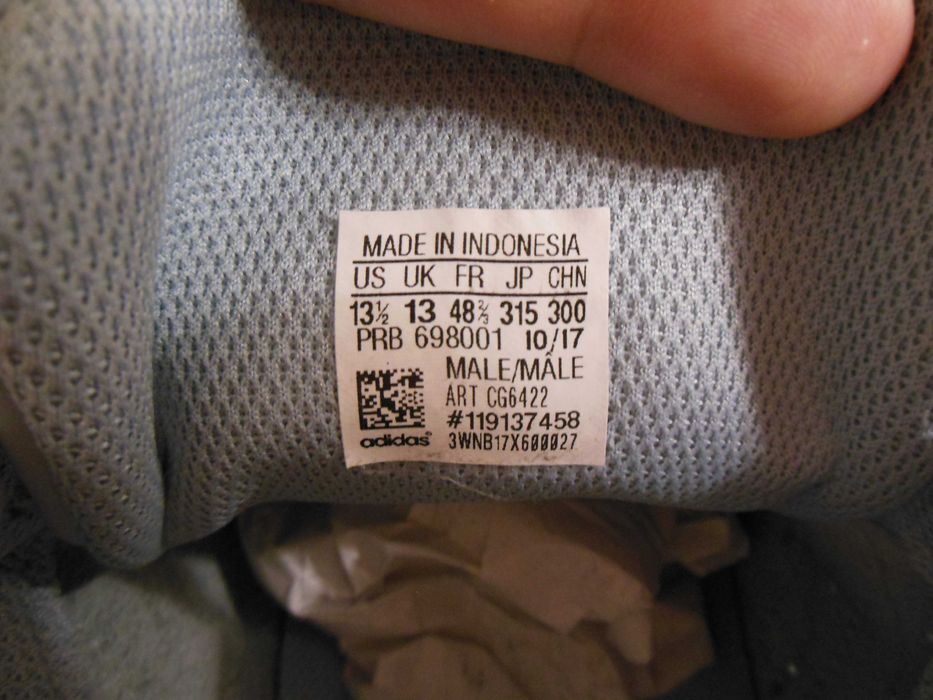 MADE IN INDONESIA
US UK FR JP CHN
13½ 13 48⅔ 315 300
PRB 698001 10/17
MALE/MÂLE
ART CG6422
#119137458
adidas 3WNB17X600027